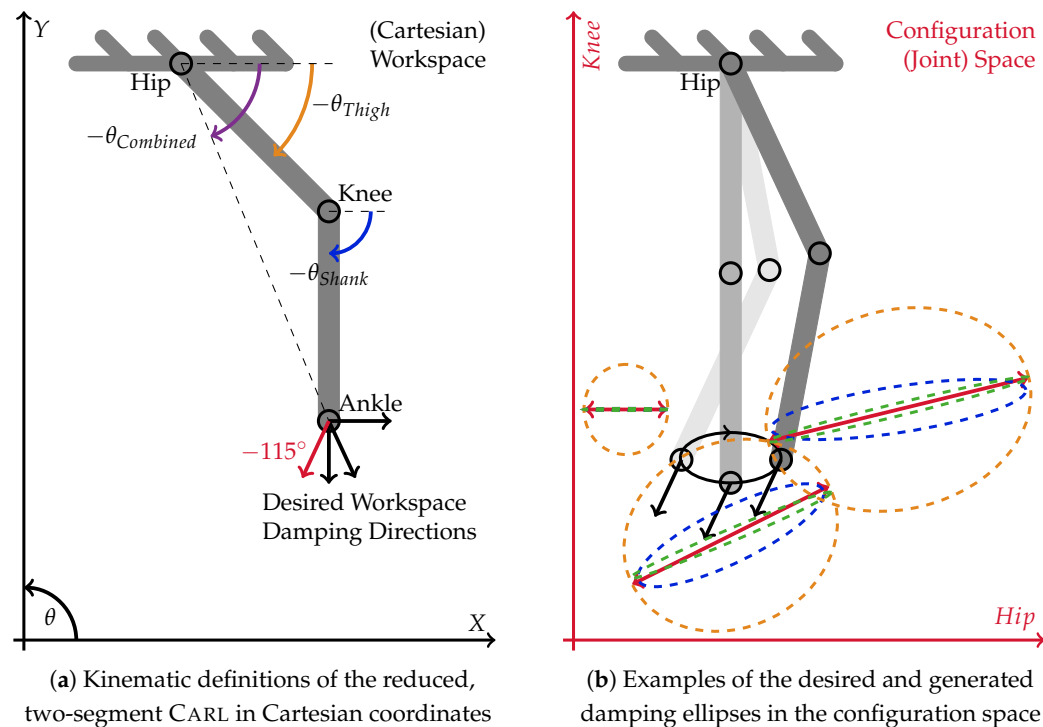 Y
(Cartesian)
Workspace
Hip
−θThigh
−θCombined
Knee
−θShank
Ankle
−115°
Desired Workspace
Damping Directions
θ
X
(a) Kinematic definitions of the reduced,
two-segment CARL in Cartesian coordinates
Knee
Configuration
(Joint) Space
Hip
Hip
(b) Examples of the desired and generated
damping ellipses in the configuration space